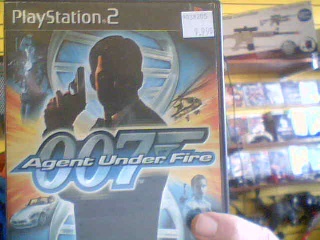 PlayStation 2
007
Agent Under Fire